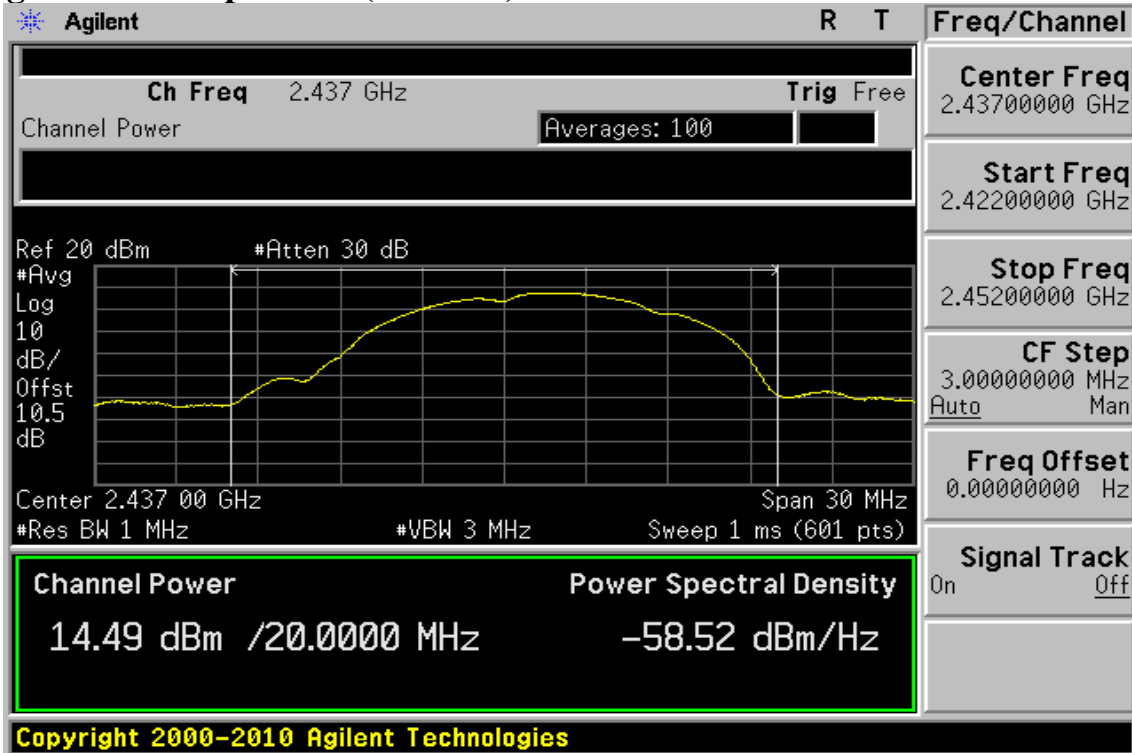 Agilent R T
Freq/Channel
Ch Freq 2.437 GHz Trig Free
Channel Power Averages: 100
Center Freq
2.43700000 GHz
Start Freq
2.42200000 GHz
Stop Freq
2.45200000 GHz
CF Step
3.00000000 MHz
Auto Man
Freq Offset
0.00000000 Hz
Signal Track
On Off
Ref 20 dBm #Atten 30 dB
#Avg
Log
10
dB/
Offst
10.5
dB
Center 2.437 00 GHz Span 30 MHz
#Res BW 1 MHz #VBW 3 MHz Sweep 1 ms (601 pts)
Channel Power Power Spectral Density
14.49 dBm /20.0000 MHz -58.52 dBm/Hz
Copyright 2000-2010 Agilent Technologies